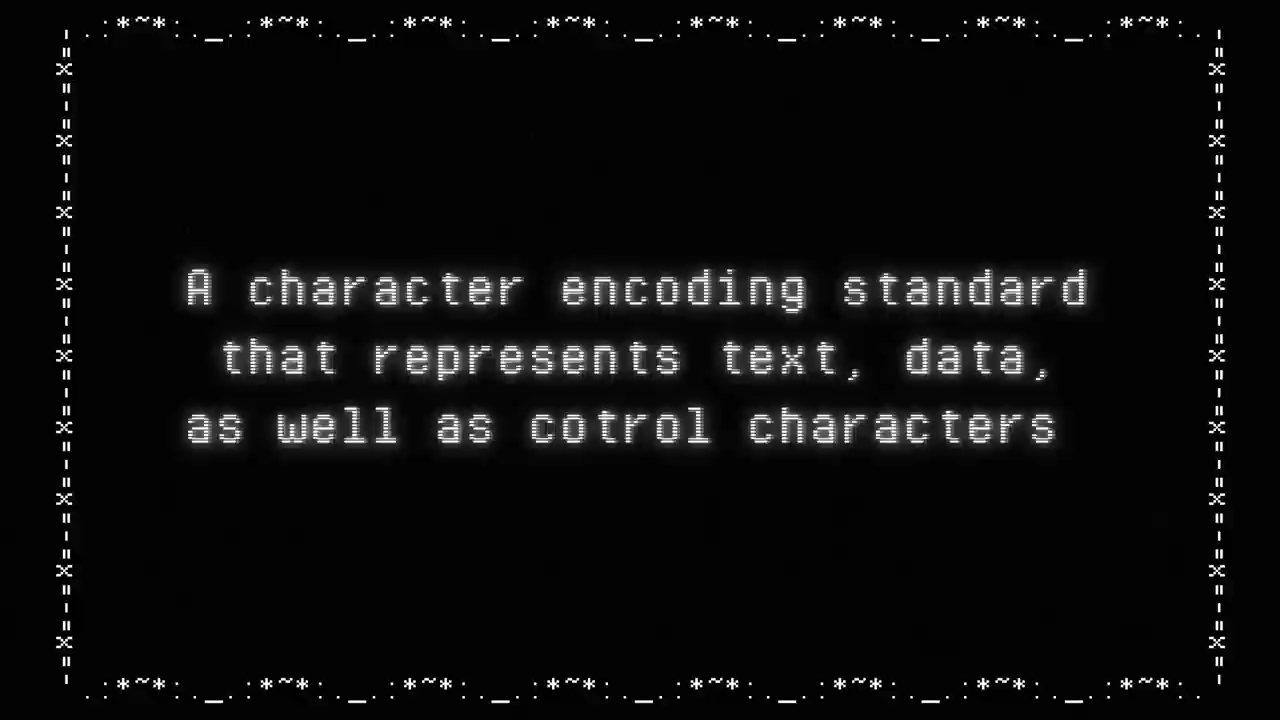 A character encoding standard
that represents text, data,
as well as cotrol characters